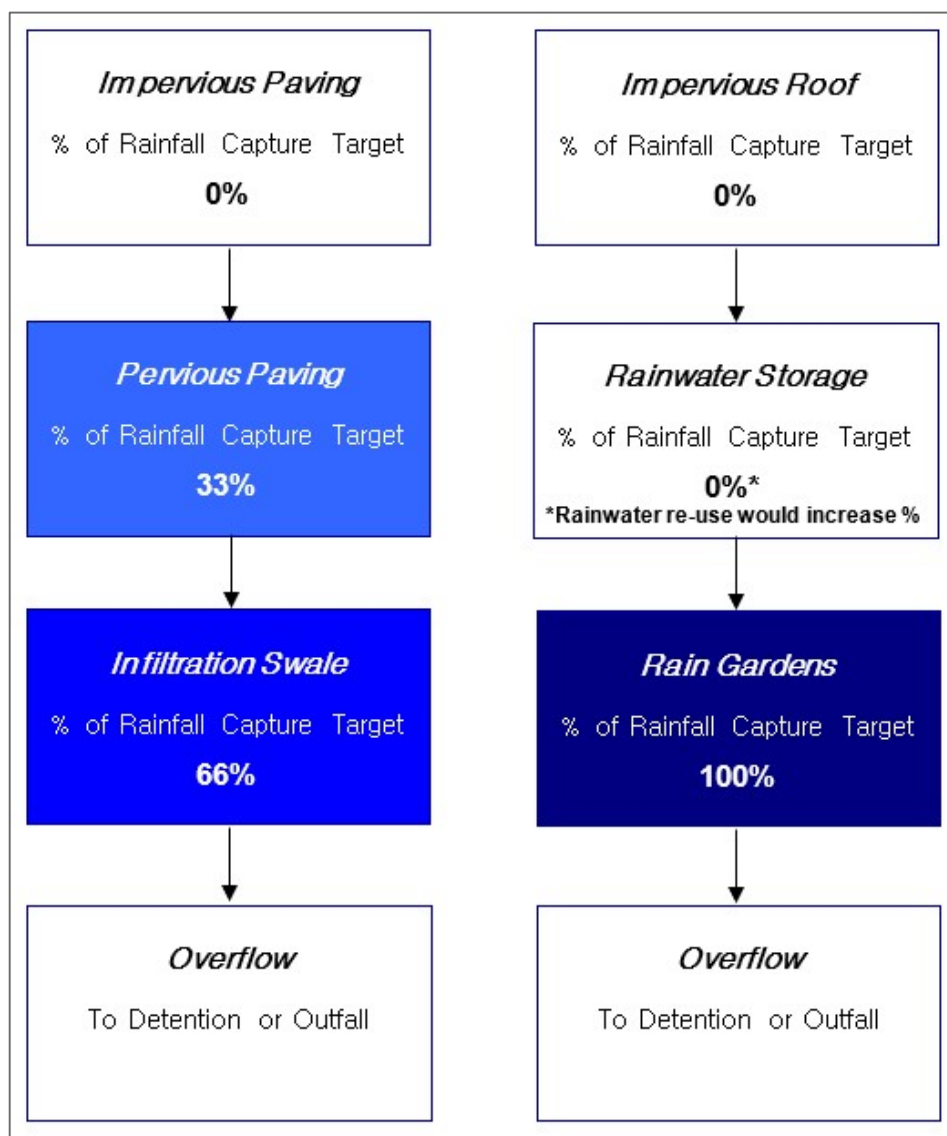 Impervious Paving
% of Rainfall Capture Target
0%
Pervious Paving
% of Rainfall Capture Target
33%
Infiltration Swale
% of Rainfall Capture Target
66%
Overflow
To Detention or Outfall
Impervious Roof
% of Rainfall Capture Target
0%
Rainwater Storage
% of Rainfall Capture Target
0%*
*Rainwater re-use would increase %
Rain Gardens
% of Rainfall Capture Target
100%
Overflow
To Detention or Outfall